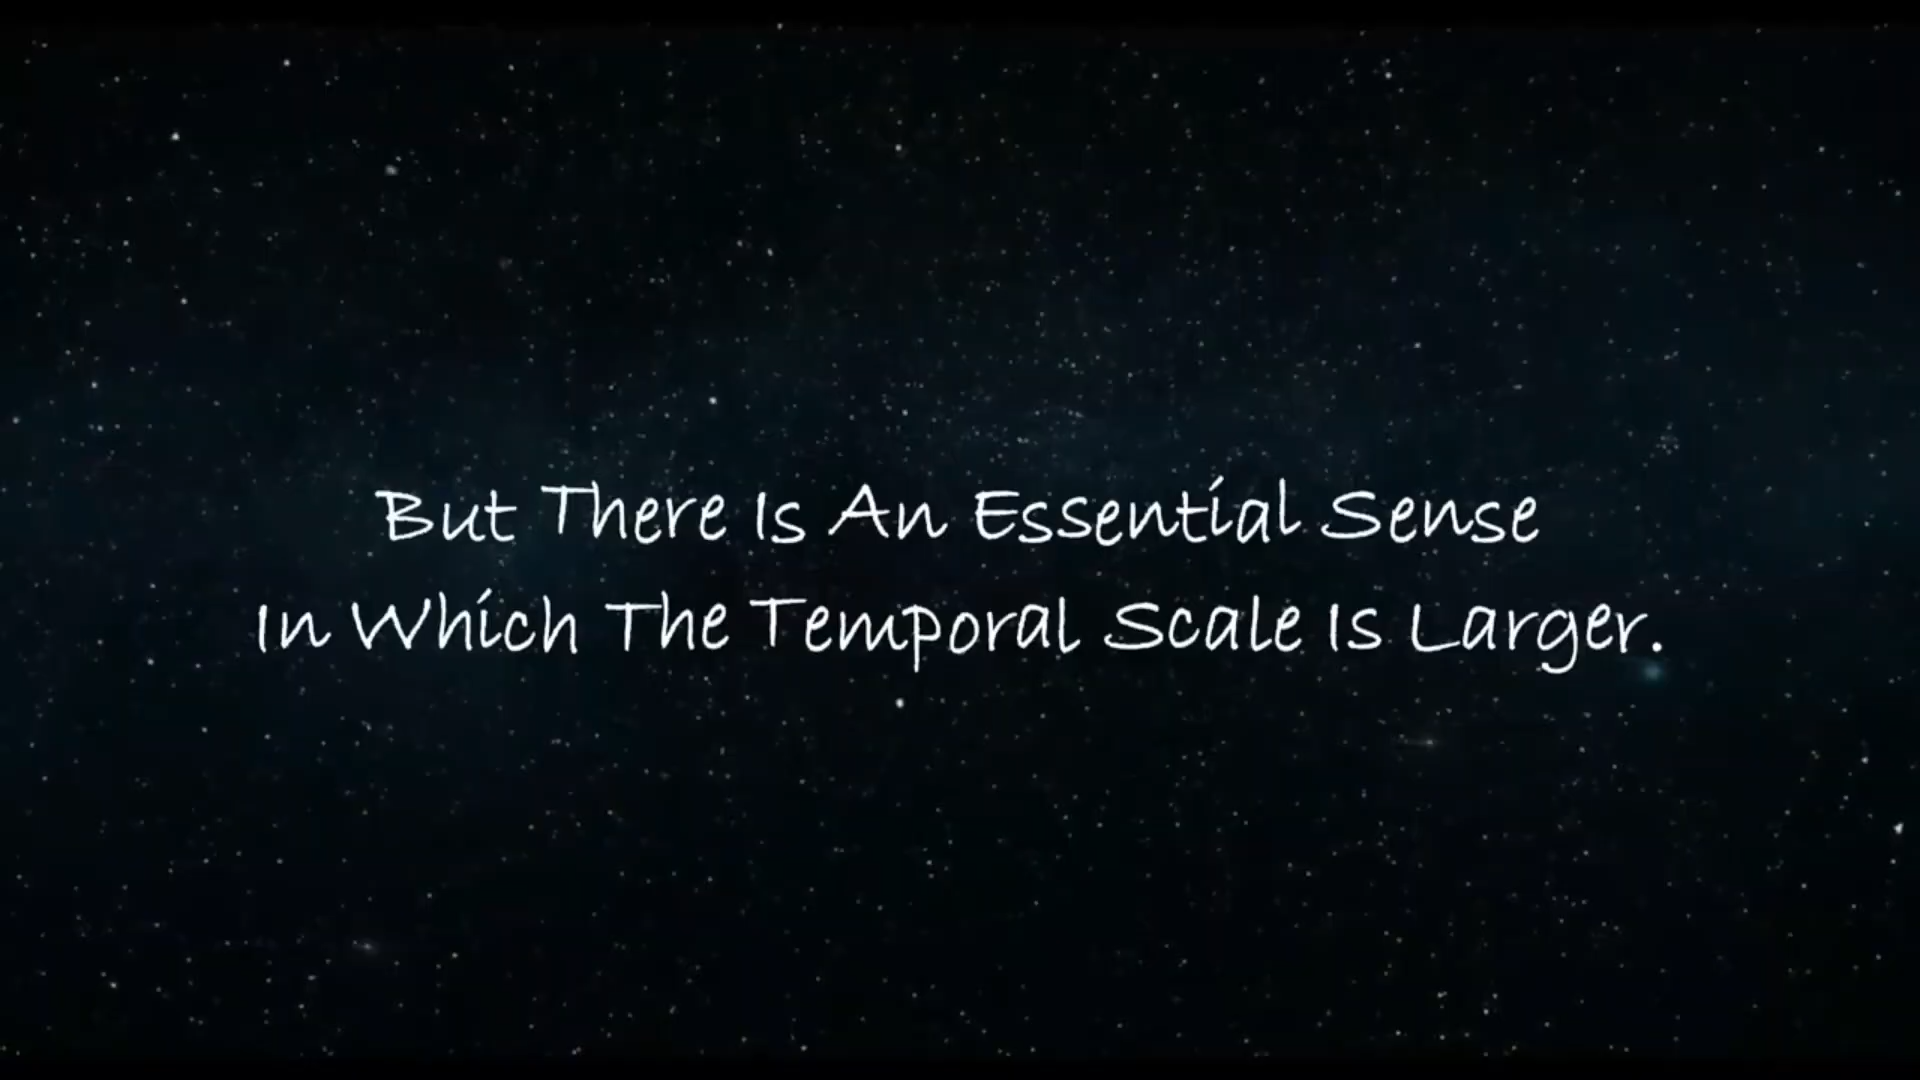 But There Is An Essential Sense
In Which The Temporal Scale Is Larger.